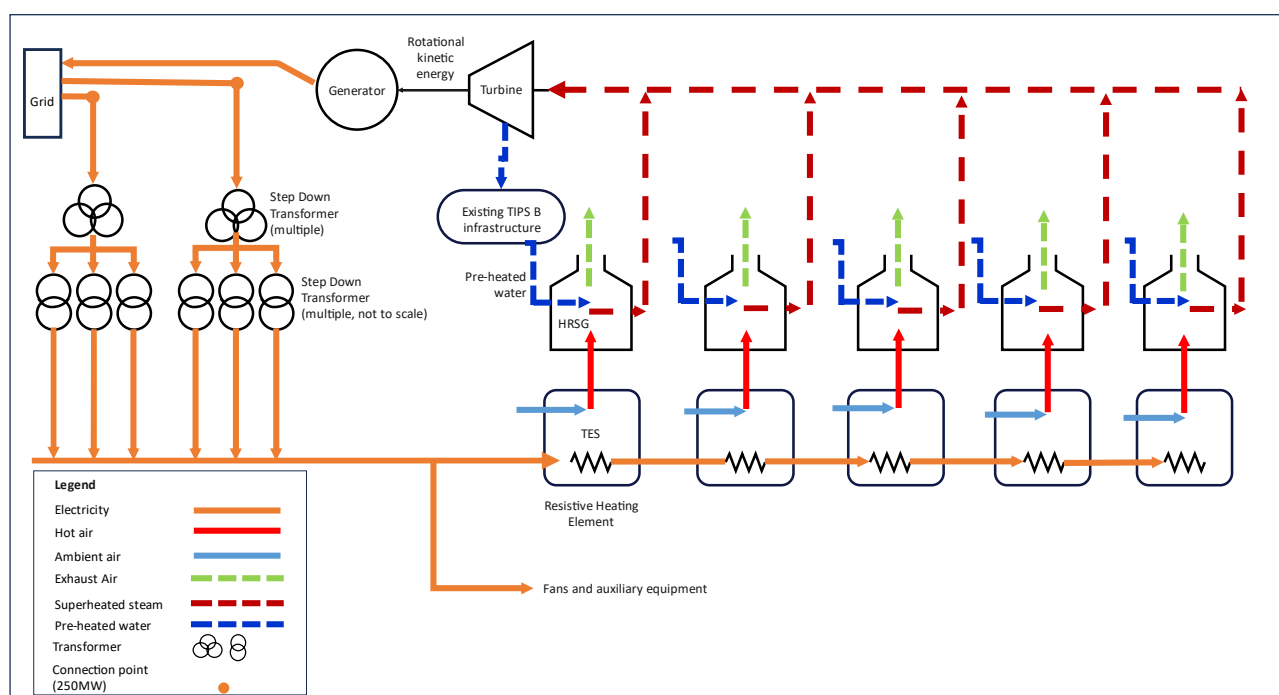 Rotational
kinetic
energy
Grid
Generator
Turbine
Step Down
Transformer
(multiple)
Existing TIPS B
infrastructure
Pre-heated
water
Step Down
Transformer
(multiple, not to scale)
HRSG
TES
Resistive Heating
Element
Fans and auxiliary equipment
Legend
Electricity
Hot air
Ambient air
Exhaust Air
Superheated steam
Pre-heated water
Transformer
Connection point
(250MW)